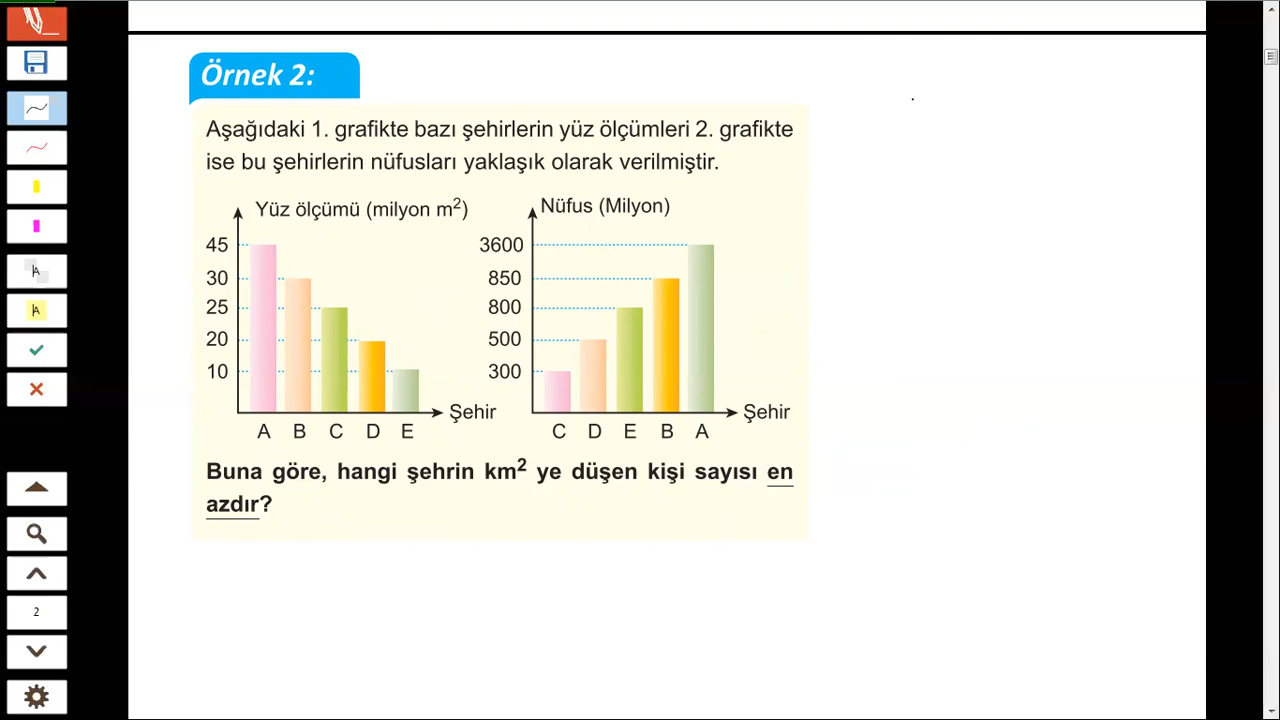 Örnek 2:
Aşağıdaki 1. grafikte bazı şehirlerin yüz ölçümleri 2. grafikte
ise bu şehirlerin nüfusları yaklaşık olarak verilmiştir.
Yüz ölçümü (milyon m²)
45
30
25
20
10
A B C D E
Şehir
Nüfus (Milyon)
3600
850
800
500
300
C D E B A
Şehir
Buna göre, hangi şehrin km² ye düşen kişi sayısı en
azdır?
A
A
2